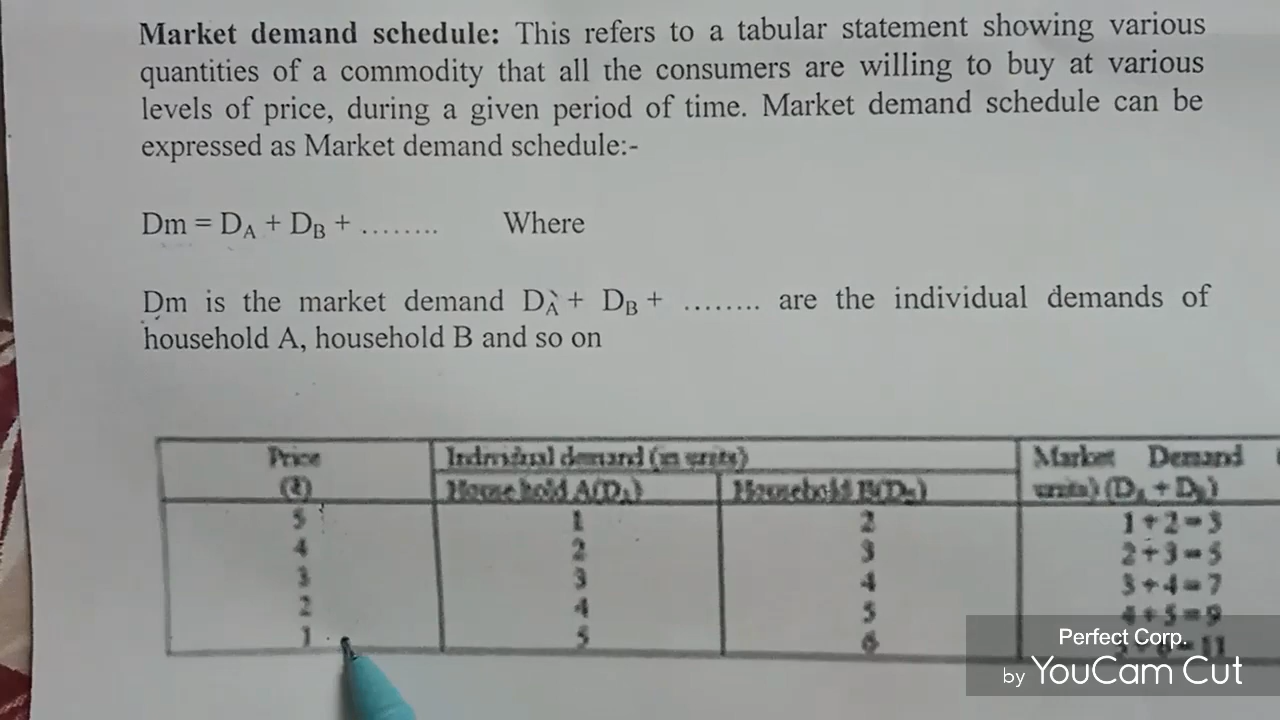 Market demand schedule: This refers to a tabular statement showing various
quantities of a commodity that all the consumers are willing to buy at various
levels of price, during a given period of time. Market demand schedule can be
expressed as Market demand schedule:-
Dm = DA + DB + ........ Where
Dm is the market demand DA + DB + ........ are the individual demands of
household A, household B and so on
Price Individual demand (in units) Market Demand
(₹) Household A(DA) Household B(DB) units) (DA + DB)
5 1 2 1+2=3
4 2 3 2+3=5
3 3 4 3+4=7
2 4 5 4+5=9
1 5 6 =11
Perfect Corp.
by YouCam Cut